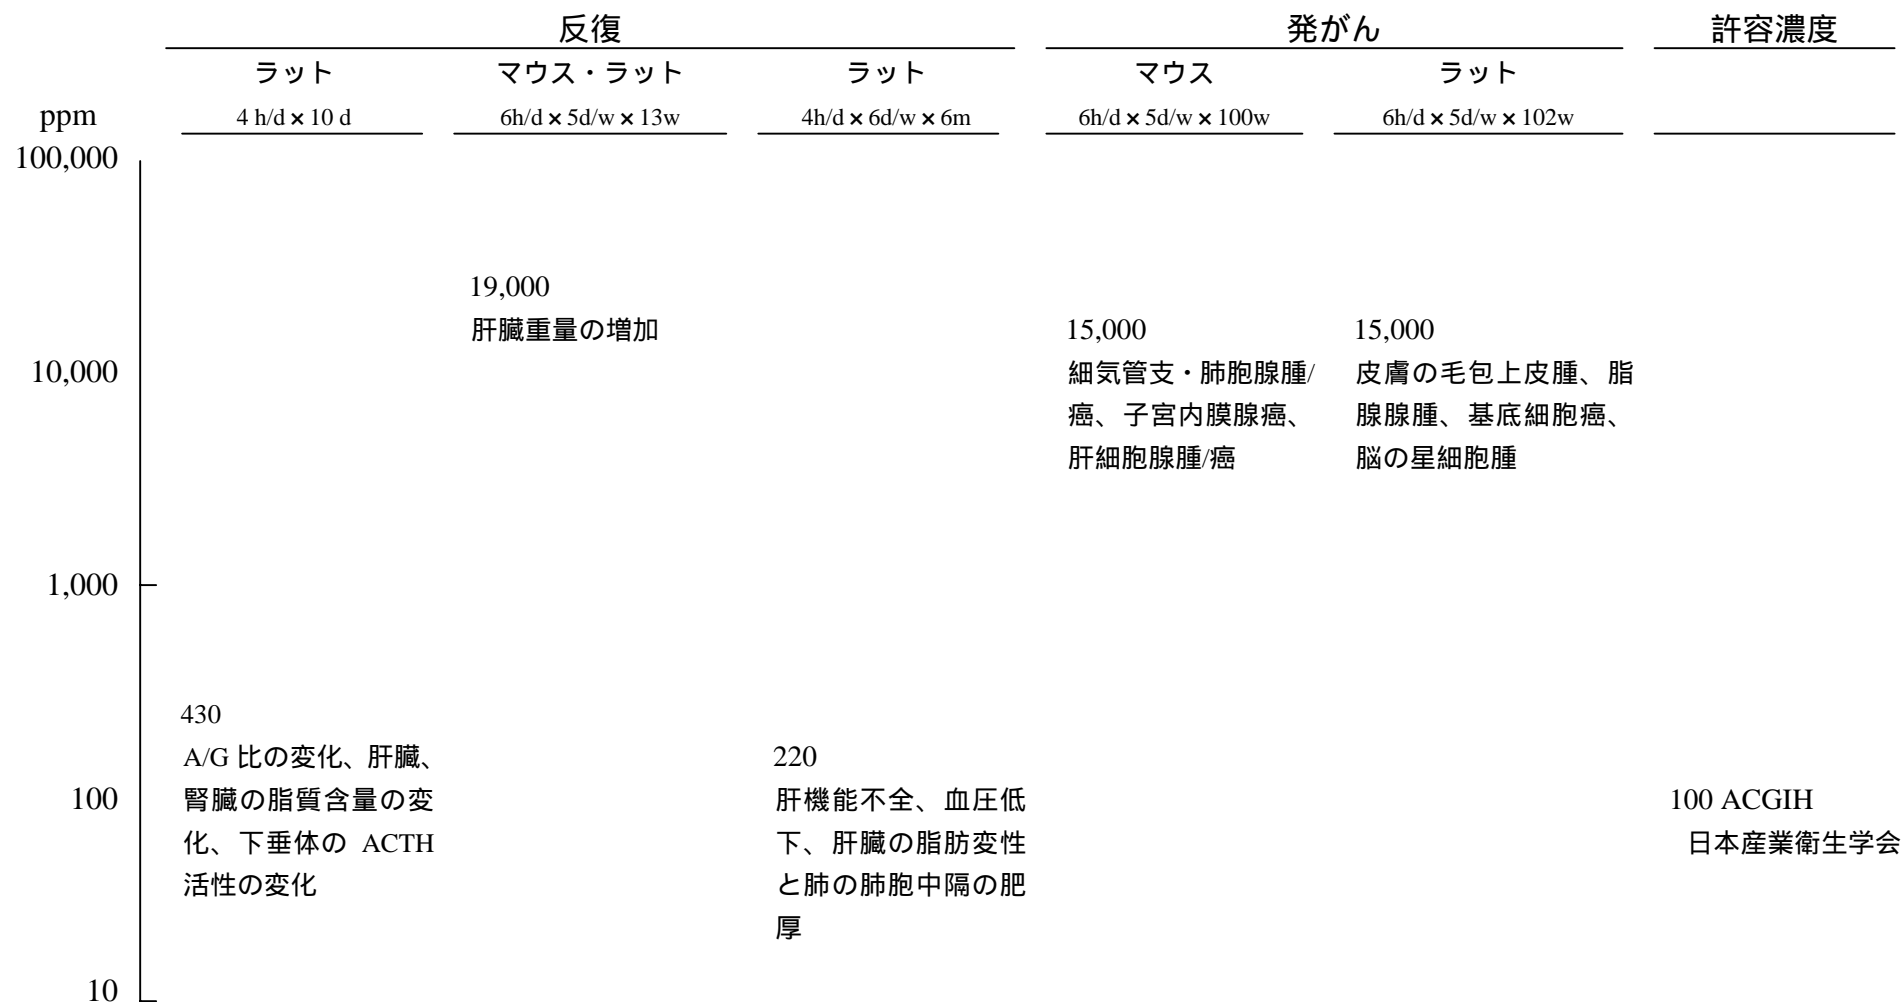 反復
発がん
許容濃度
ラット
マウス・ラット
ラット
マウス
ラット
ppm
4 h/d × 10 d
6h/d × 5d/w × 13w
4h/d × 6d/w × 6m
6h/d × 5d/w × 100w
6h/d × 5d/w × 102w
100,000
10,000
1,000
100
10
430
A/G 比の変化、肝臓、
腎臓の脂質含量の変
化、下垂体の ACTH
活性の変化
19,000
肝臓重量の増加
220
肝機能不全、血圧低
下、肝臓の脂肪変性
と肺の肺胞中隔の肥
厚
15,000
細気管支・肺胞腺腫/
癌、子宮内膜腺癌、
肝細胞腺腫/癌
15,000
皮膚の毛包上皮腫、脂
腺腺腫、基底細胞癌、
脳の星細胞腫
100 ACGIH
日本産業衛生学会